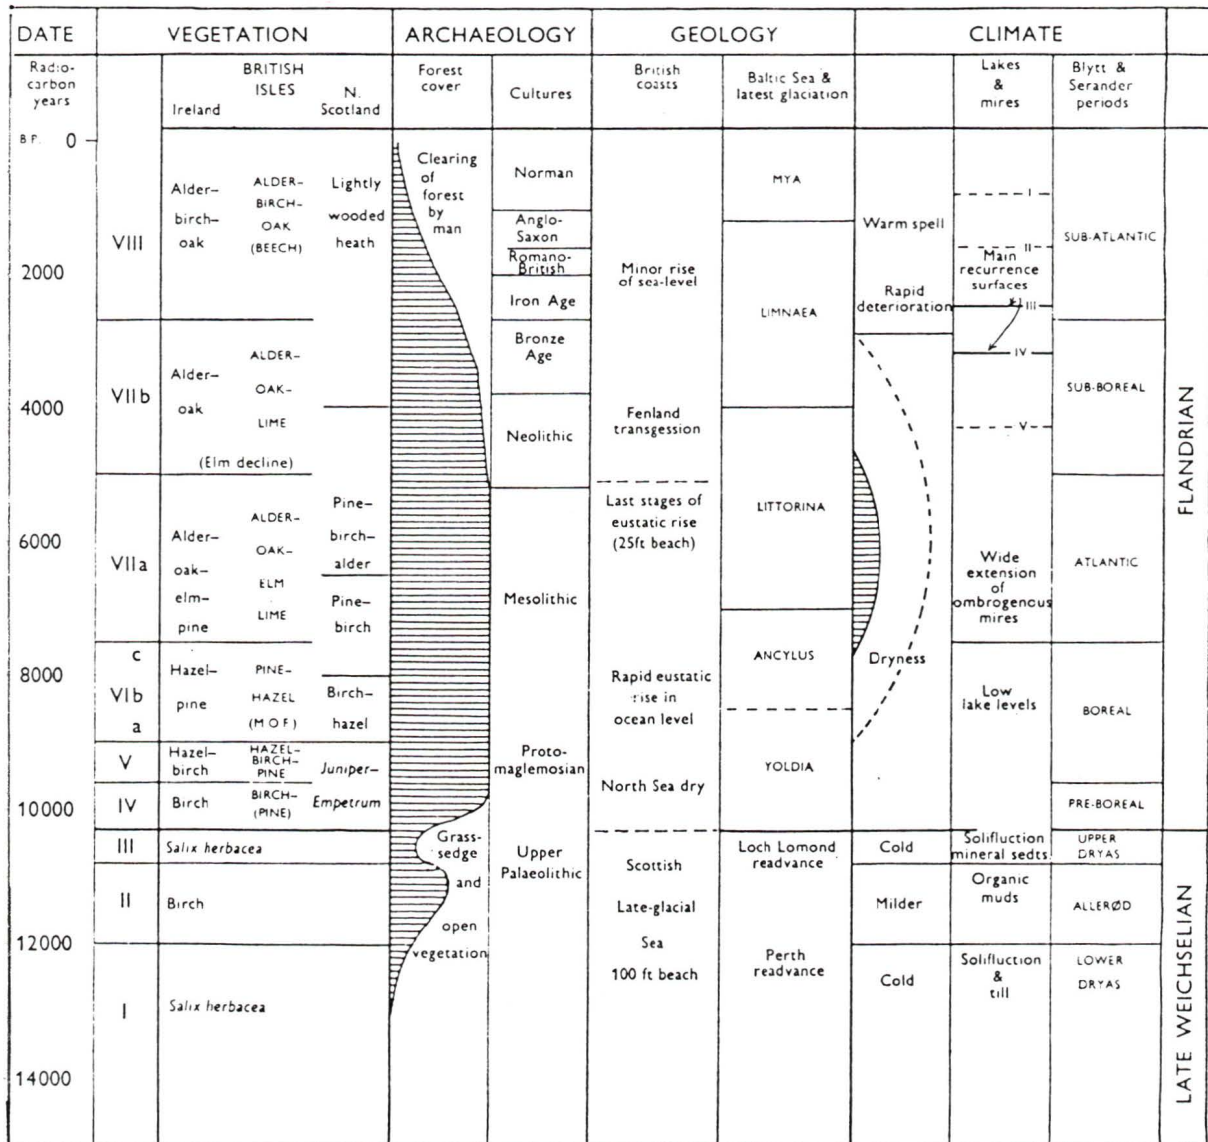 DATE VEGETATION ARCHAEOLOGY GEOLOGY CLIMATE
Radio-
carbon
years
BRITISH
ISLES
Ireland
N.
Scotland
Forest
cover
Cultures
British
coasts
Baltic Sea &
latest glaciation
Lakes
&
mires
Blytt &
Serander
periods
B.P. 0
2000
4000
6000
8000
10000
12000
14000
VIII
VIIb
VIIa
c
VIb
a
V
IV
III
II
I
Alder-
birch-
oak
Alder-
oak
(Elm decline)
Alder-
oak-
elm-
pine
Hazel-
pine
Hazel-
birch
Birch
Salix herbacea
Birch
Salix herbacea
ALDER-
BIRCH-
OAK
(BEECH)
ALDER-
OAK-
LIME
ALDER-
OAK-
ELM
LIME
PINE-
HAZEL
(M.O.F.)
HAZEL-
BIRCH-
PINE
BIRCH-
(PINE)
Lightly
wooded
heath
Pine-
birch-
alder
Pine-
birch
Birch-
hazel
Juniper-
Empetrum
Clearing
of
forest
by
man
Grass-
sedge
and
open
vegetation
Norman
Anglo-
Saxon
Romano-
British
Iron Age
Bronze
Age
Neolithic
Mesolithic
Proto-
maglemosian
Upper
Palaeolithic
Minor rise
of sea-level
Fenland
transgession
Last stages of
eustatic rise
(25ft beach)
Rapid eustatic
rise in
ocean level
North Sea dry
Scottish
Late-glacial
Sea
100 ft beach
MYA
LIMNAEA
LITTORINA
ANCYLUS
YOLDIA
Loch Lomond
readvance
Perth
readvance
Warm spell
Rapid
deterioration
Dryness
Cold
Milder
Cold
I
II
Main
recurrence
surfaces
III
IV
V
Wide
extension
of
ombrogenous
mires
Low
lake levels
Solifluction
mineral sedts.
Organic
muds
Solifluction
&
till
SUB-ATLANTIC
SUB-BOREAL
ATLANTIC
BOREAL
PRE-BOREAL
UPPER
DRYAS
ALLERØD
LOWER
DRYAS
FLANDRIAN
LATE WEICHSELIAN